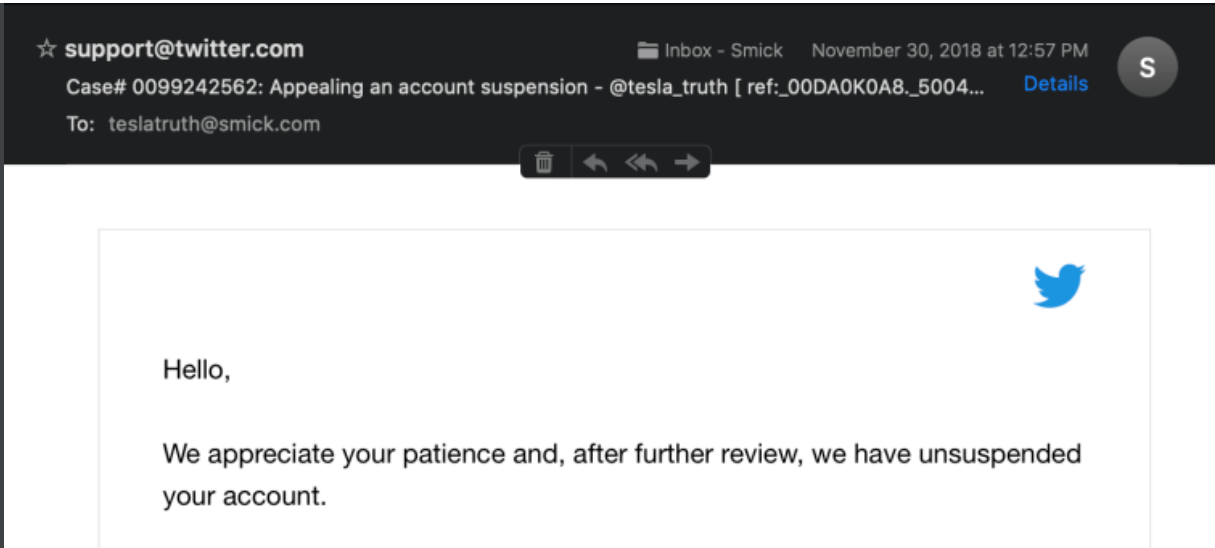 ☆ support@twitter.com Inbox - Smick November 30, 2018 at 12:57 PM
S
Case# 0099242562: Appealing an account suspension - @tesla_truth [ ref:_00DA0K0A8._5004... Details
To: teslatruth@smick.com
Hello,
We appreciate your patience and, after further review, we have unsuspended
your account.